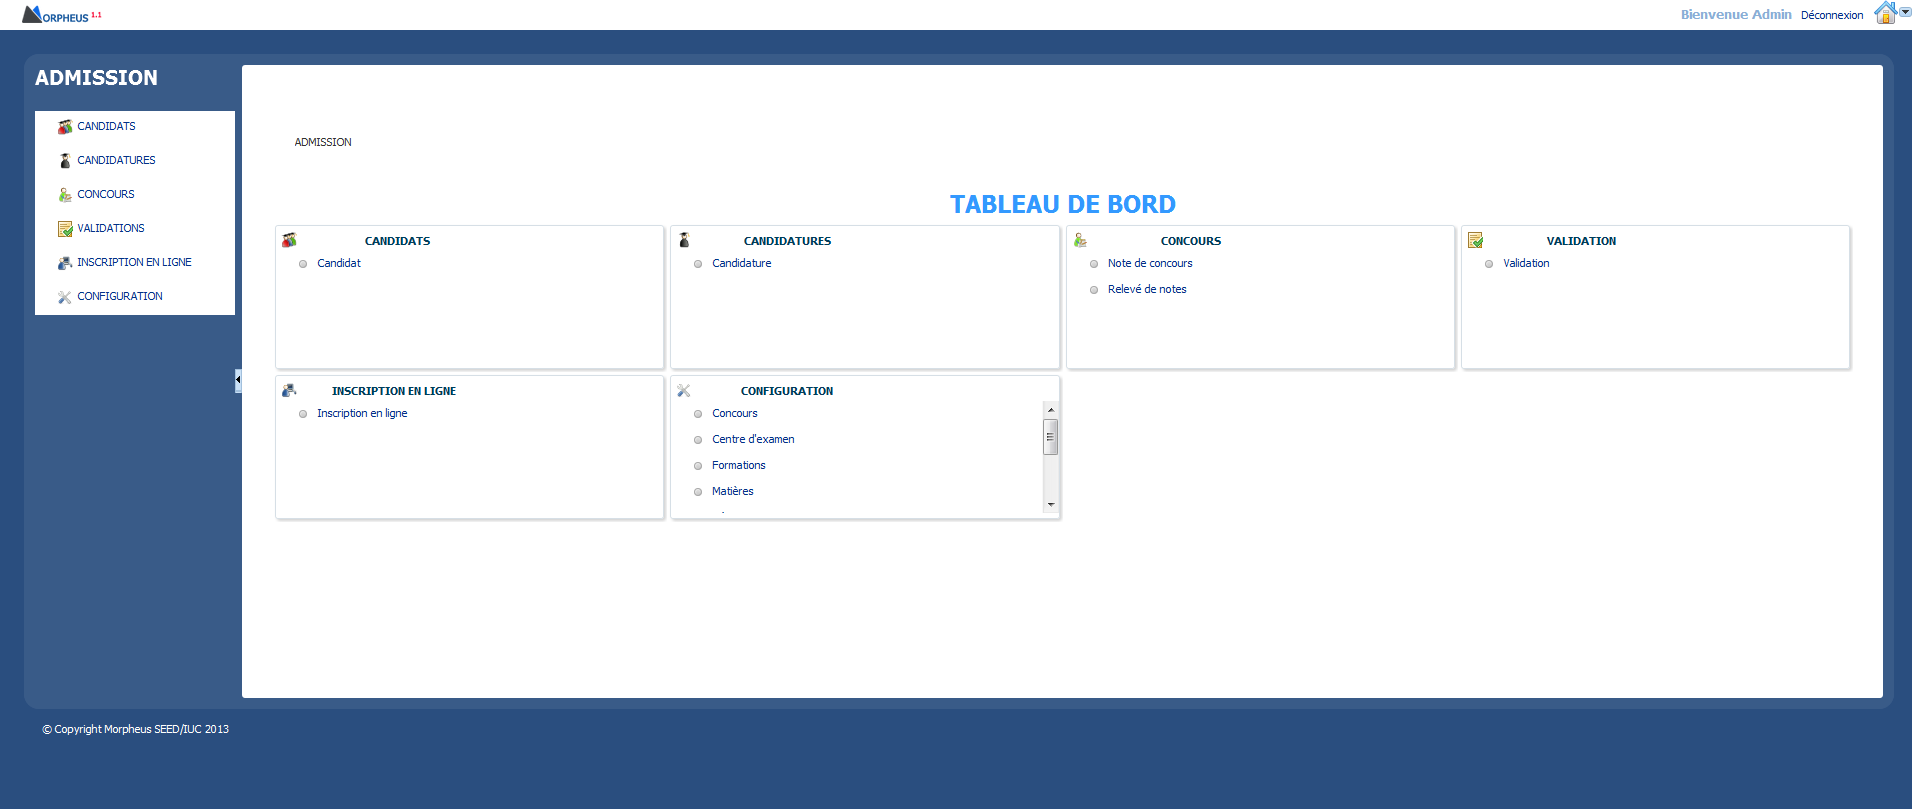 MORPHEUS 1.1
Bienvenue Admin Déconnexion
ADMISSION
CANDIDATS
CANDIDATURES
CONCOURS
VALIDATIONS
INSCRIPTION EN LIGNE
CONFIGURATION
ADMISSION
TABLEAU DE BORD
CANDIDATS
Candidat
CANDIDATURES
Candidature
CONCOURS
Note de concours
Relevé de notes
VALIDATION
Validation
INSCRIPTION EN LIGNE
Inscription en ligne
CONFIGURATION
Concours
Centre d'examen
Formations
Matières
© Copyright Morpheus SEED/IUC 2013